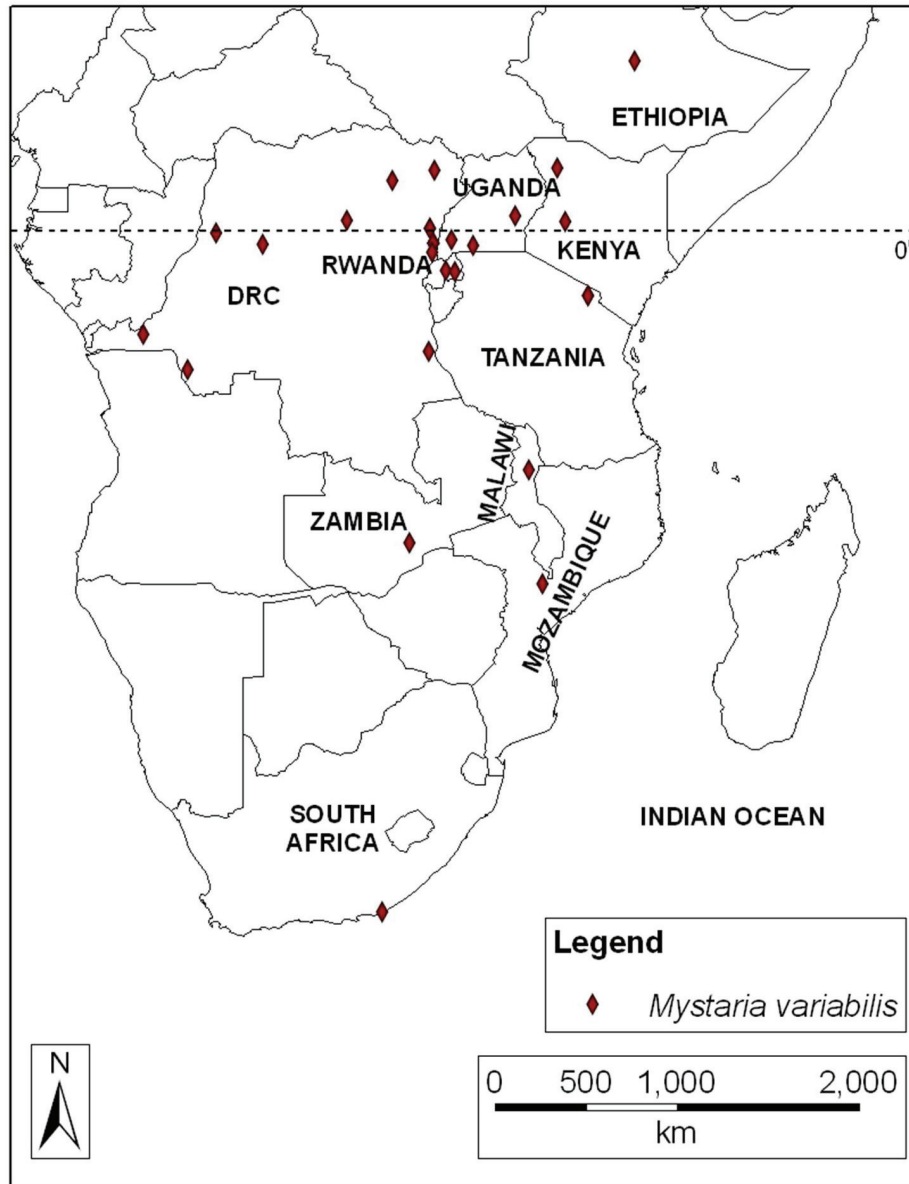 ETHIOPIA
UGANDA
KENYA
0
RWANDA
DRC
TANZANIA
MALAWI
ZAMBIA
MOZAMBIQUE
SOUTH
AFRICA
INDIAN OCEAN
Legend
Mystaria variabilis
N
0 500 1,000 2,000
km